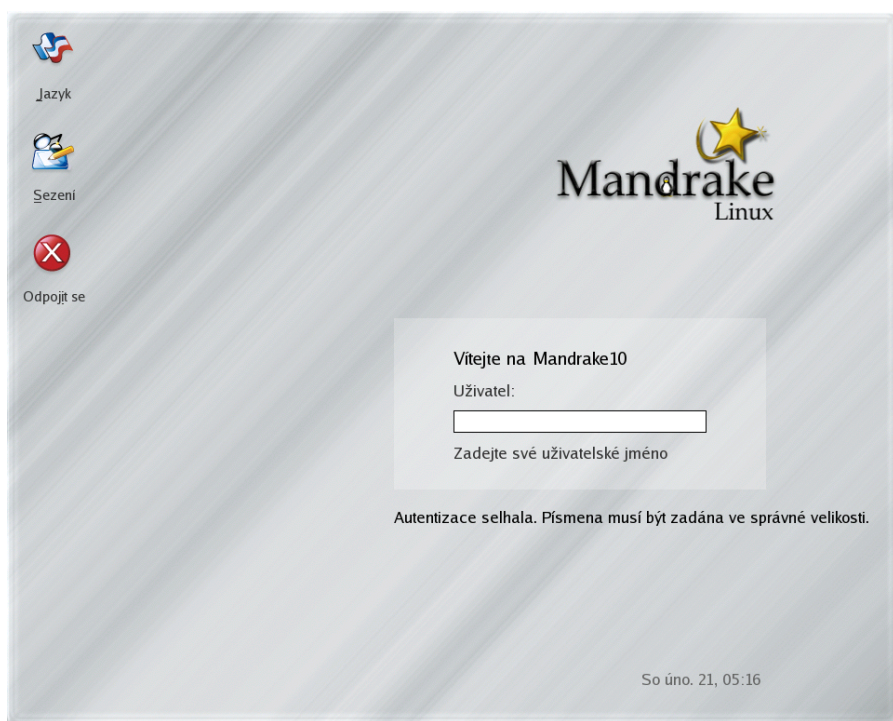 Jazyk
Sezení
Odpojit se
Mandrake
Linux
Vítejte na Mandrake10
Uživatel:
Zadejte své uživatelské jméno
Autentizace selhala. Písmena musí být zadána ve správné velikosti.
So úno. 21, 05:16